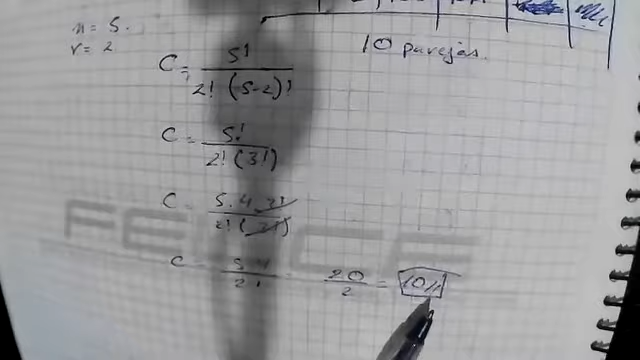 n = 5.
r = 2
10 parejas.
C = 5! / 2! (5-2)!
C = 5! / 2! (3!)
C = 5.4.3! / 2! (3!)
C = 5.4 / 2! = 20 / 2 = 10